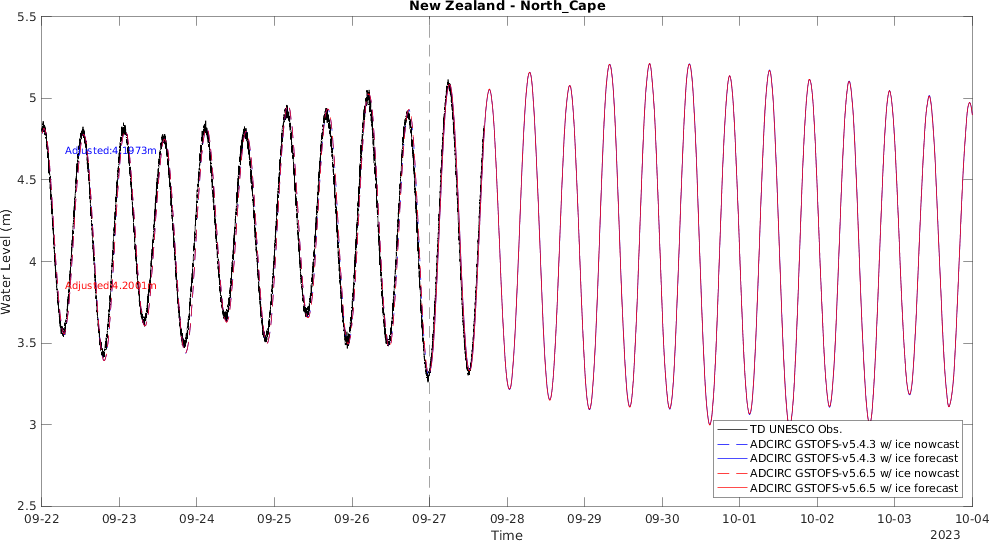 New Zealand - North_Cape
5.5
5
4.5
4
3.5
3
2.5
Water Level (m)
Adjusted:4.1973m
Adjusted:4.2001m
TD UNESCO Obs.
ADCIRC GSTOFS-v5.4.3 w/ ice nowcast
ADCIRC GSTOFS-v5.4.3 w/ ice forecast
ADCIRC GSTOFS-v5.6.5 w/ ice nowcast
ADCIRC GSTOFS-v5.6.5 w/ ice forecast
09-22 09-23 09-24 09-25 09-26 09-27 09-28 09-29 09-30 10-01 10-02 10-03 10-04
Time
2023